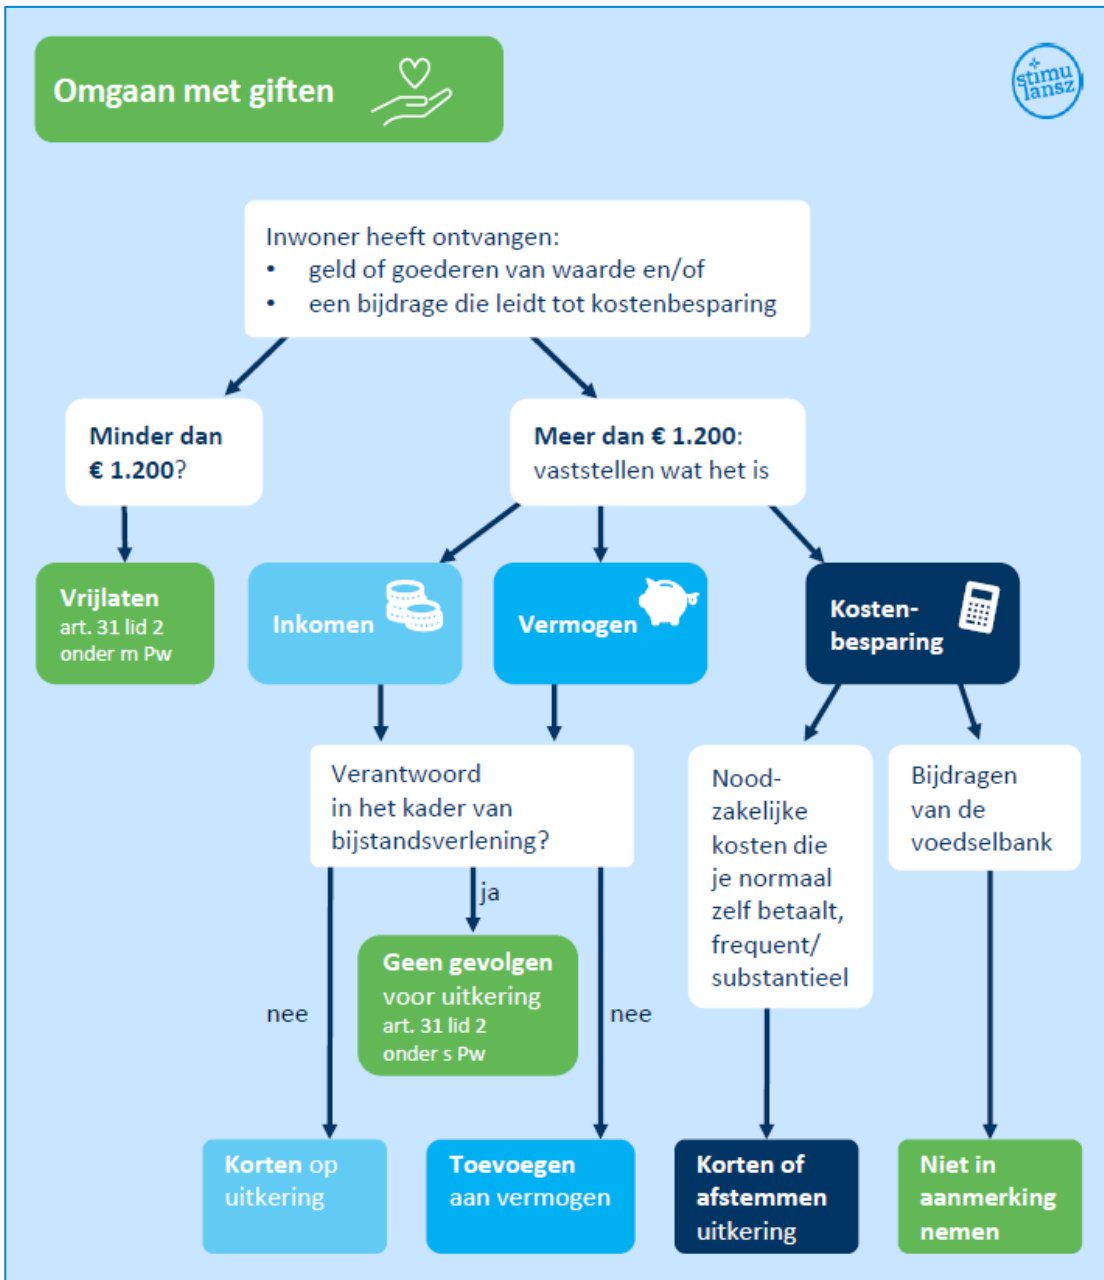 Omgaan met giften
stimu
lansz
Inwoner heeft ontvangen:
• geld of goederen van waarde en/of
• een bijdrage die leidt tot kostenbesparing
Minder dan
€ 1.200?
Meer dan € 1.200:
vaststellen wat het is
Vrijlaten
art. 31 lid 2
onder m Pw
Inkomen
Vermogen
Kosten-
besparing
Verantwoord
in het kader van
bijstandsverlening?
Nood-
zakelijke
kosten die
je normaal
zelf betaalt,
frequent/
substantieel
Bijdragen
van de
voedselbank
ja
Geen gevolgen
voor uitkering
art. 31 lid 2
onder s Pw
nee
nee
Korten op
uitkering
Toevoegen
aan vermogen
Korten of
afstemmen
uitkering
Niet in
aanmerking
nemen